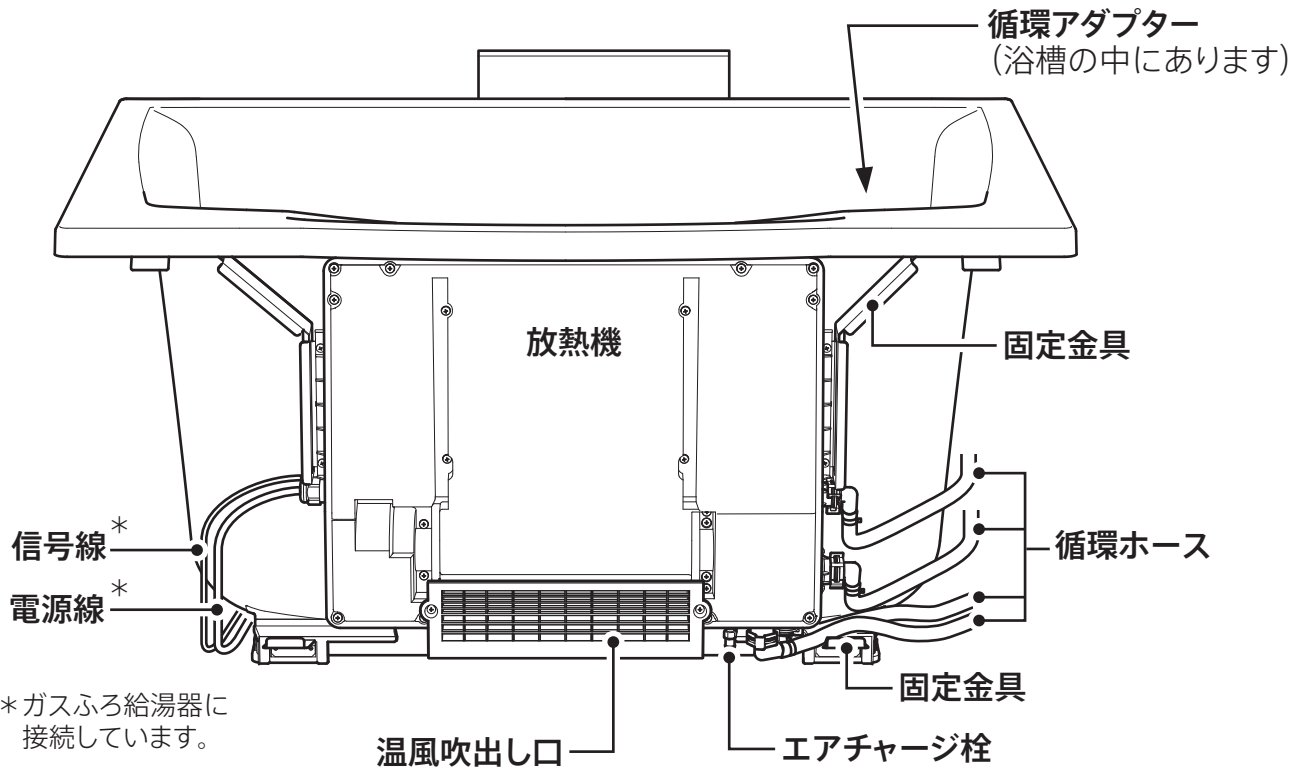 循環アダプター
(浴槽の中にあります)
放熱機
固定金具
信号線*
循環ホース
電源線*
固定金具
*ガスふろ給湯器に
接続しています。
温風吹出し口
エアチャージ栓